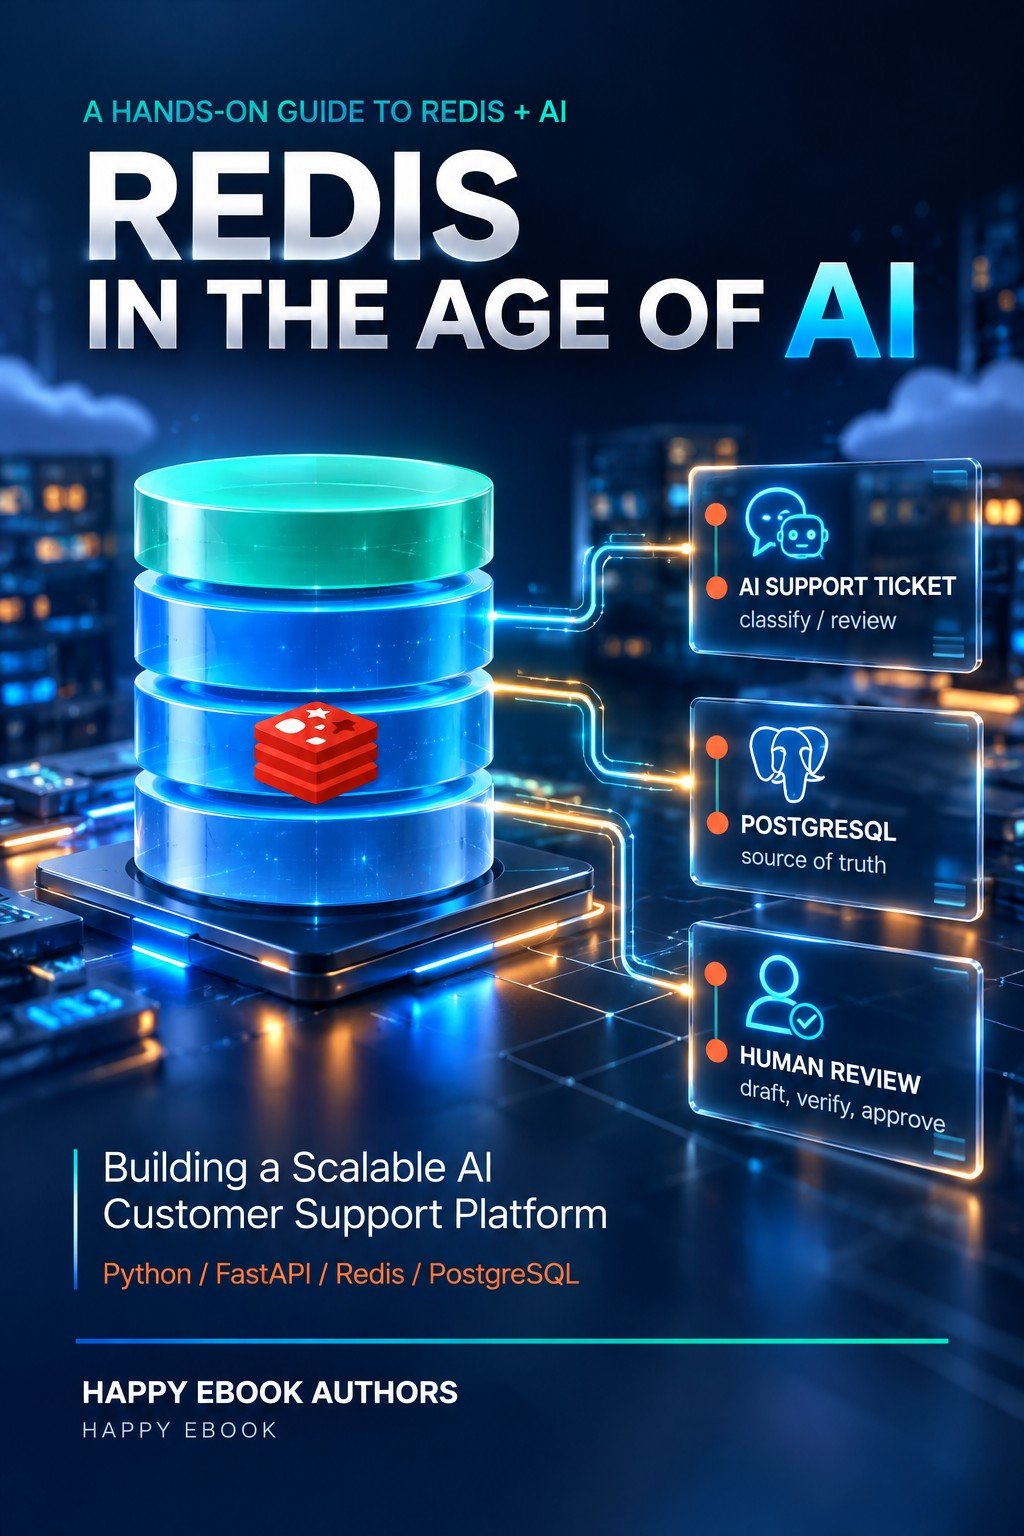 A HANDS-ON GUIDE TO REDIS + AI
REDIS
IN THE AGE OF AI
AI SUPPORT TICKET
classify / review
POSTGRESQL
source of truth
HUMAN REVIEW
draft, verify, approve
Building a Scalable AI
Customer Support Platform
Python / FastAPI / Redis / PostgreSQL
HAPPY EBOOK AUTHORS
HAPPY EBOOK